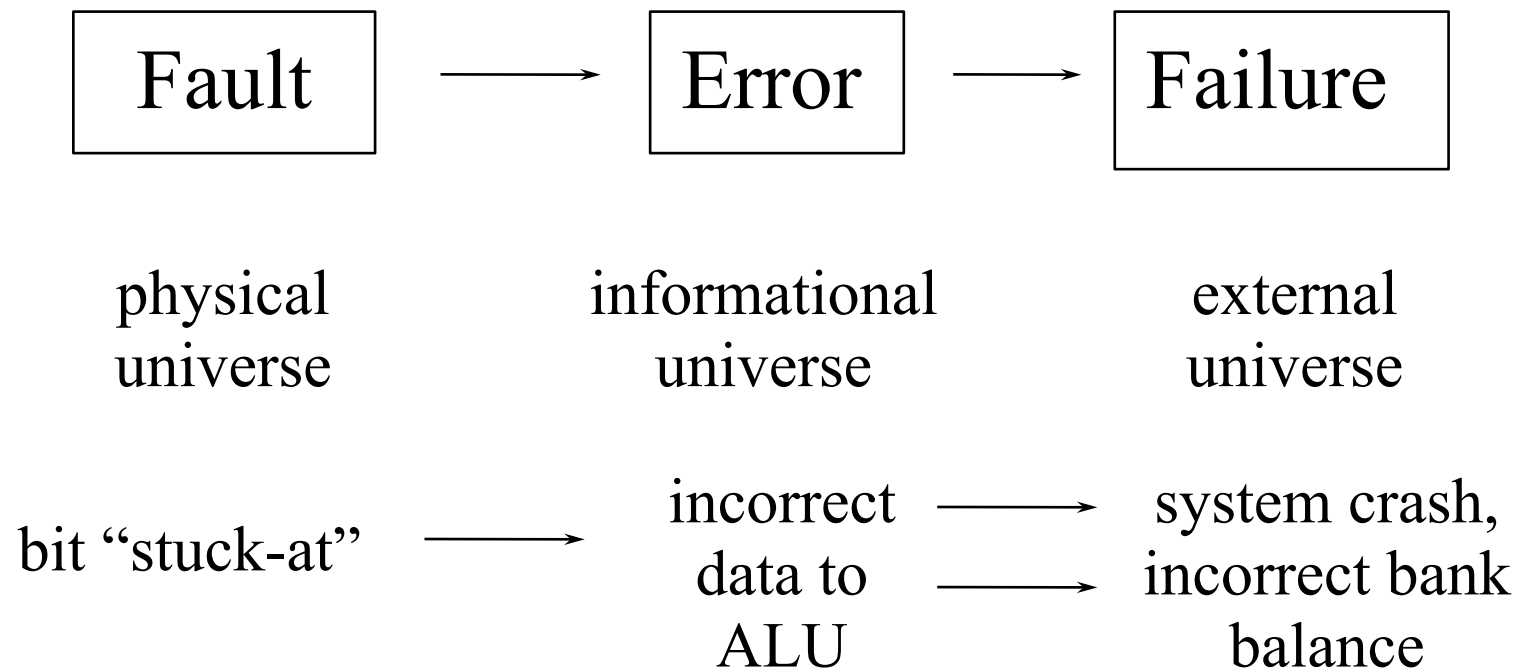 Fault
Error
Failure
physical
universe
informational
universe
external
universe
bit “stuck-at”
incorrect
data to
ALU
system crash,
incorrect bank
balance